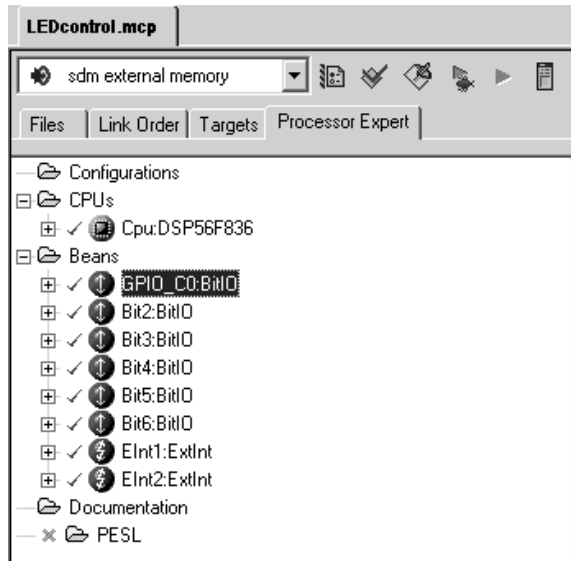 LEDcontrol.mcp
sdm external memory
Files Link Order Targets Processor Expert
Configurations
CPUs
Cpu:DSP56F836
Beans
GPIO_C0:BitIO
Bit2:BitIO
Bit3:BitIO
Bit4:BitIO
Bit5:BitIO
Bit6:BitIO
EInt1:ExtInt
EInt2:ExtInt
Documentation
PESL